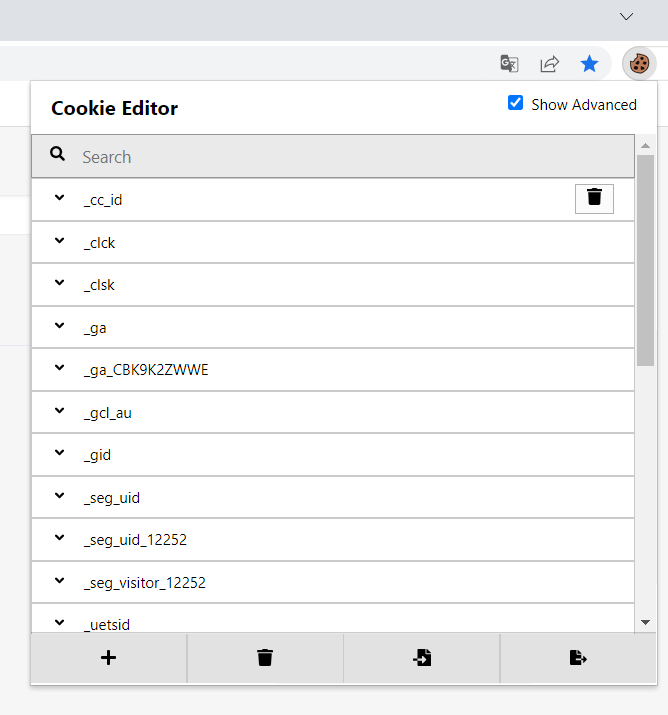 Cookie Editor
Show Advanced
Search
_cc_id
_clck
_clsk
_ga
_ga_CBK9K2ZWWE
_gcl_au
_gid
_seg_uid
_seg_uid_12252
_seg_visitor_12252
_uetsid